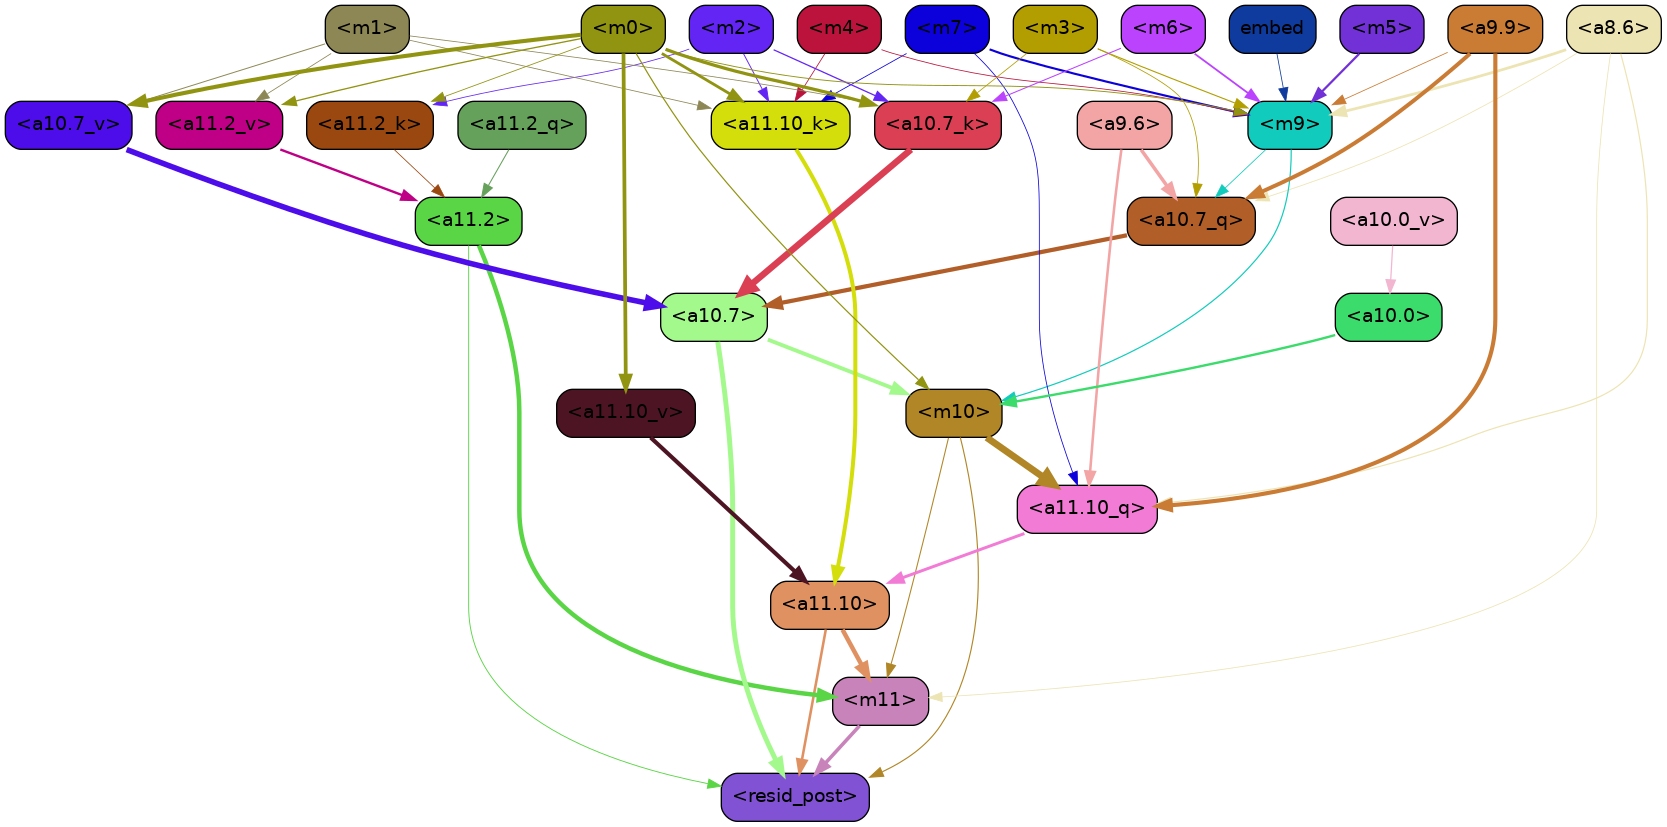 <m1> <m0> <m2> <m4> <m7> <m3> <m6> embed <m5> <a9.9> <a8.6>
<a10.7_v> <a11.2_v> <a11.2_k> <a11.2_q> <a11.10_k> <a10.7_k> <a9.6> <m9>
<a11.2> <a10.7_q> <a10.0_v>
<a10.7> <a10.0>
<a11.10_v> <m10>
<a11.10_q>
<a11.10>
<m11>
<resid_post>